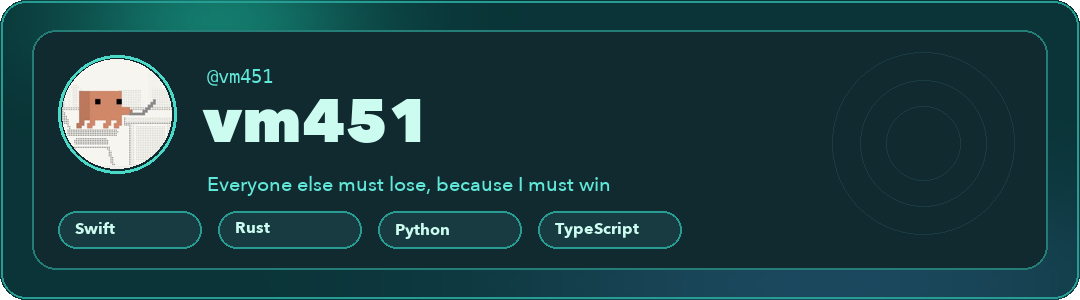 @vm451
vm451
Everyone else must lose, because I must win
Swift
Rust
Python
TypeScript